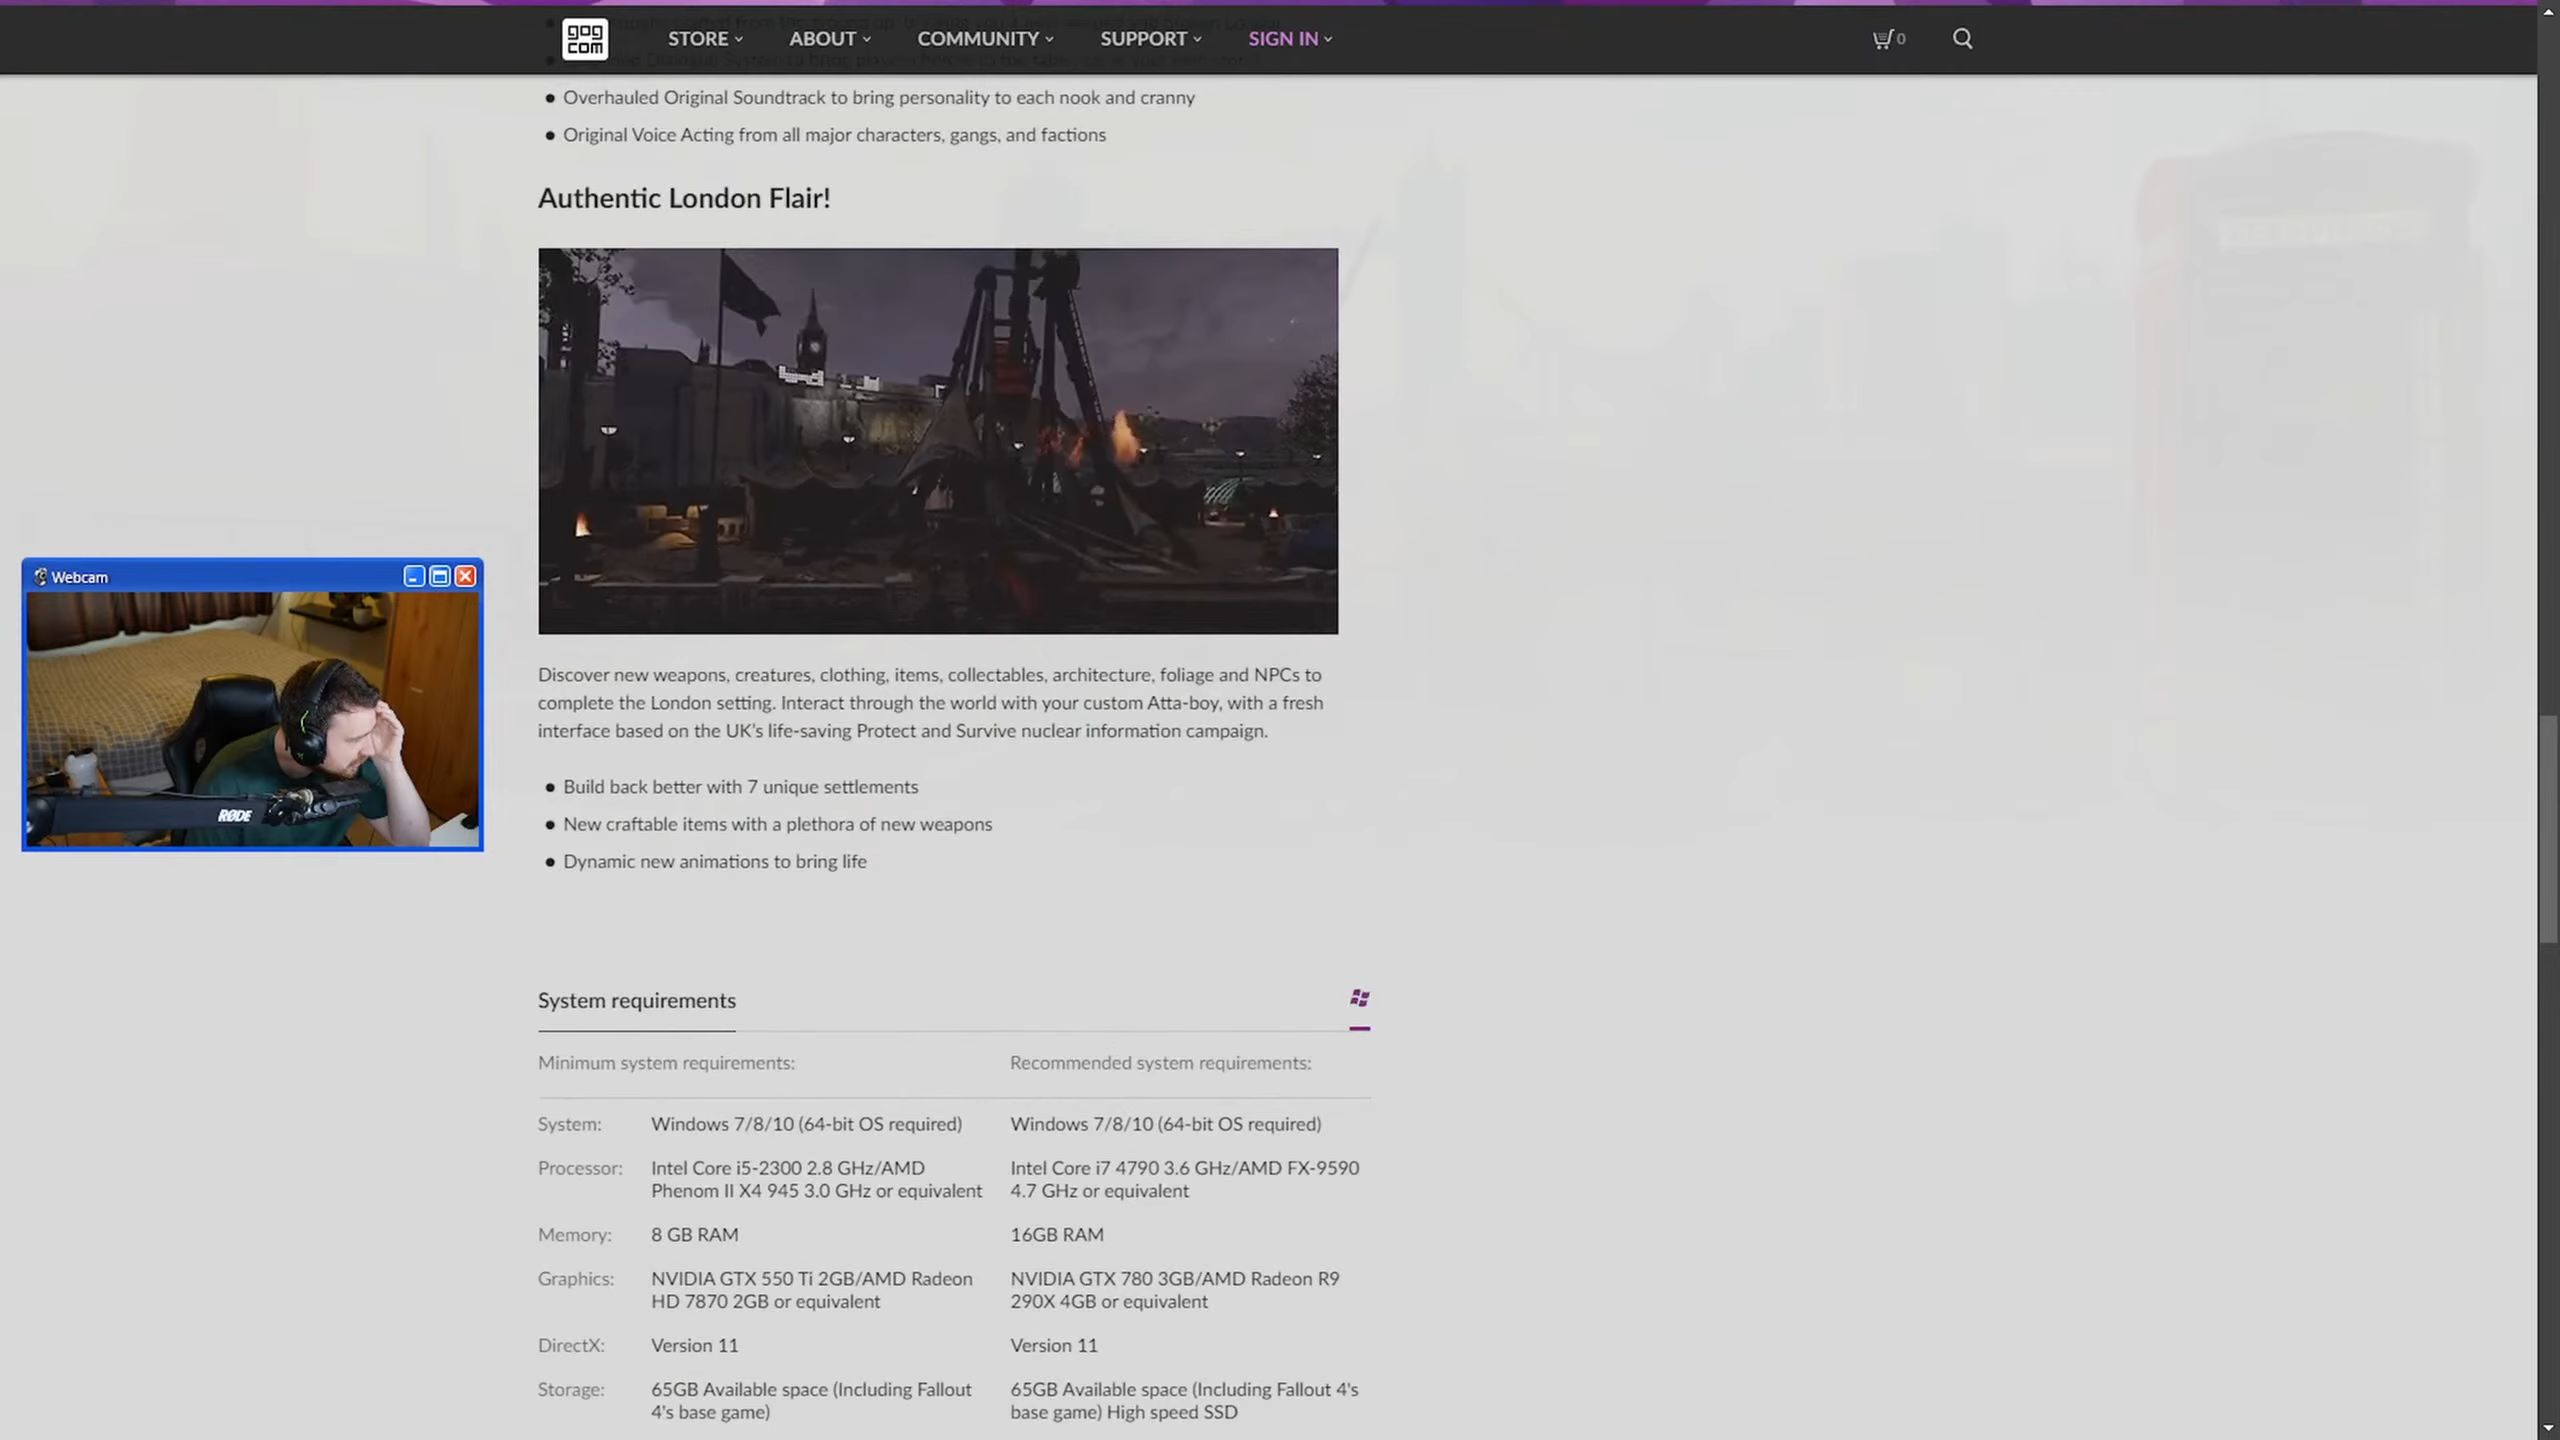 gog
com
STORE
ABOUT
COMMUNITY
SUPPORT
SIGN IN
0
Overhauled Original Soundtrack to bring personality to each nook and cranny
Original Voice Acting from all major characters, gangs, and factions
Authentic London Flair!
Discover new weapons, creatures, clothing, items, collectables, architecture, foliage and NPCs to
complete the London setting. Interact through the world with your custom Atta-boy, with a fresh
interface based on the UK's life-saving Protect and Survive nuclear information campaign.
Webcam
RØDE
Build back better with 7 unique settlements
New craftable items with a plethora of new weapons
Dynamic new animations to bring life
System requirements
Minimum system requirements:
Recommended system requirements:
System:
Windows 7/8/10 (64-bit OS required)
Windows 7/8/10 (64-bit OS required)
Processor:
Intel Core i5-2300 2.8 GHz/AMD
Phenom II X4 945 3.0 GHz or equivalent
Intel Core i7 4790 3.6 GHz/AMD FX-9590
4.7 GHz or equivalent
Memory:
8 GB RAM
16GB RAM
Graphics:
NVIDIA GTX 550 Ti 2GB/AMD Radeon
HD 7870 2GB or equivalent
NVIDIA GTX 780 3GB/AMD Radeon R9
290X 4GB or equivalent
DirectX:
Version 11
Version 11
Storage:
65GB Available space (Including Fallout
4's base game)
65GB Available space (Including Fallout 4's
base game) High speed SSD